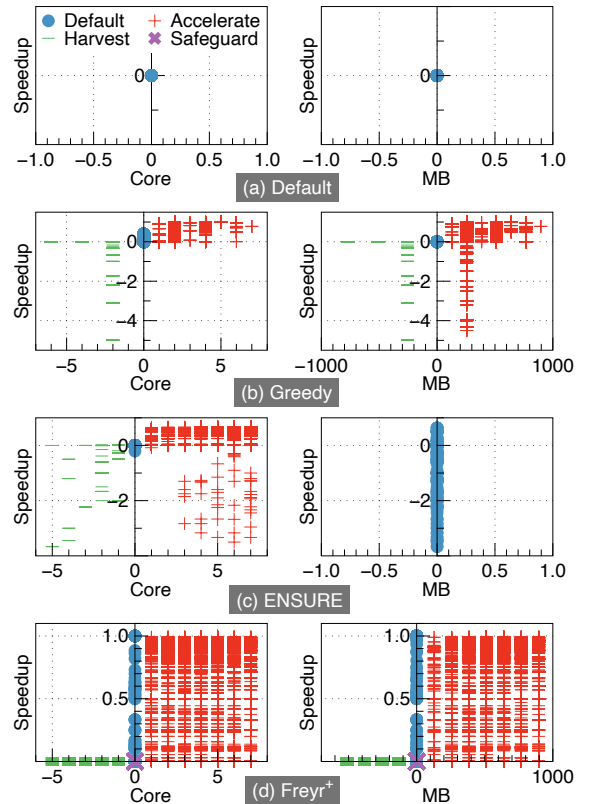 Default Accelerate
Harvest Safeguard
Speedup
0
−1.0 −0.5 0 0.5 1.0
Core
Speedup
0
−1.0 −0.5 0 0.5 1.0
MB
(a) Default
Speedup
0
−2
−4
−5 0 5
Core
Speedup
0
−2
−4
−1000 0 1000
MB
(b) Greedy
Speedup
0
−2
−5 0 5
Core
Speedup
0
−2
−1.0 −0.5 0 0.5 1.0
MB
(c) ENSURE
Speedup
1.0
0.5
−5 0 5
Core
Speedup
1.0
0.5
0 1000
MB
(d) Freyr⁺